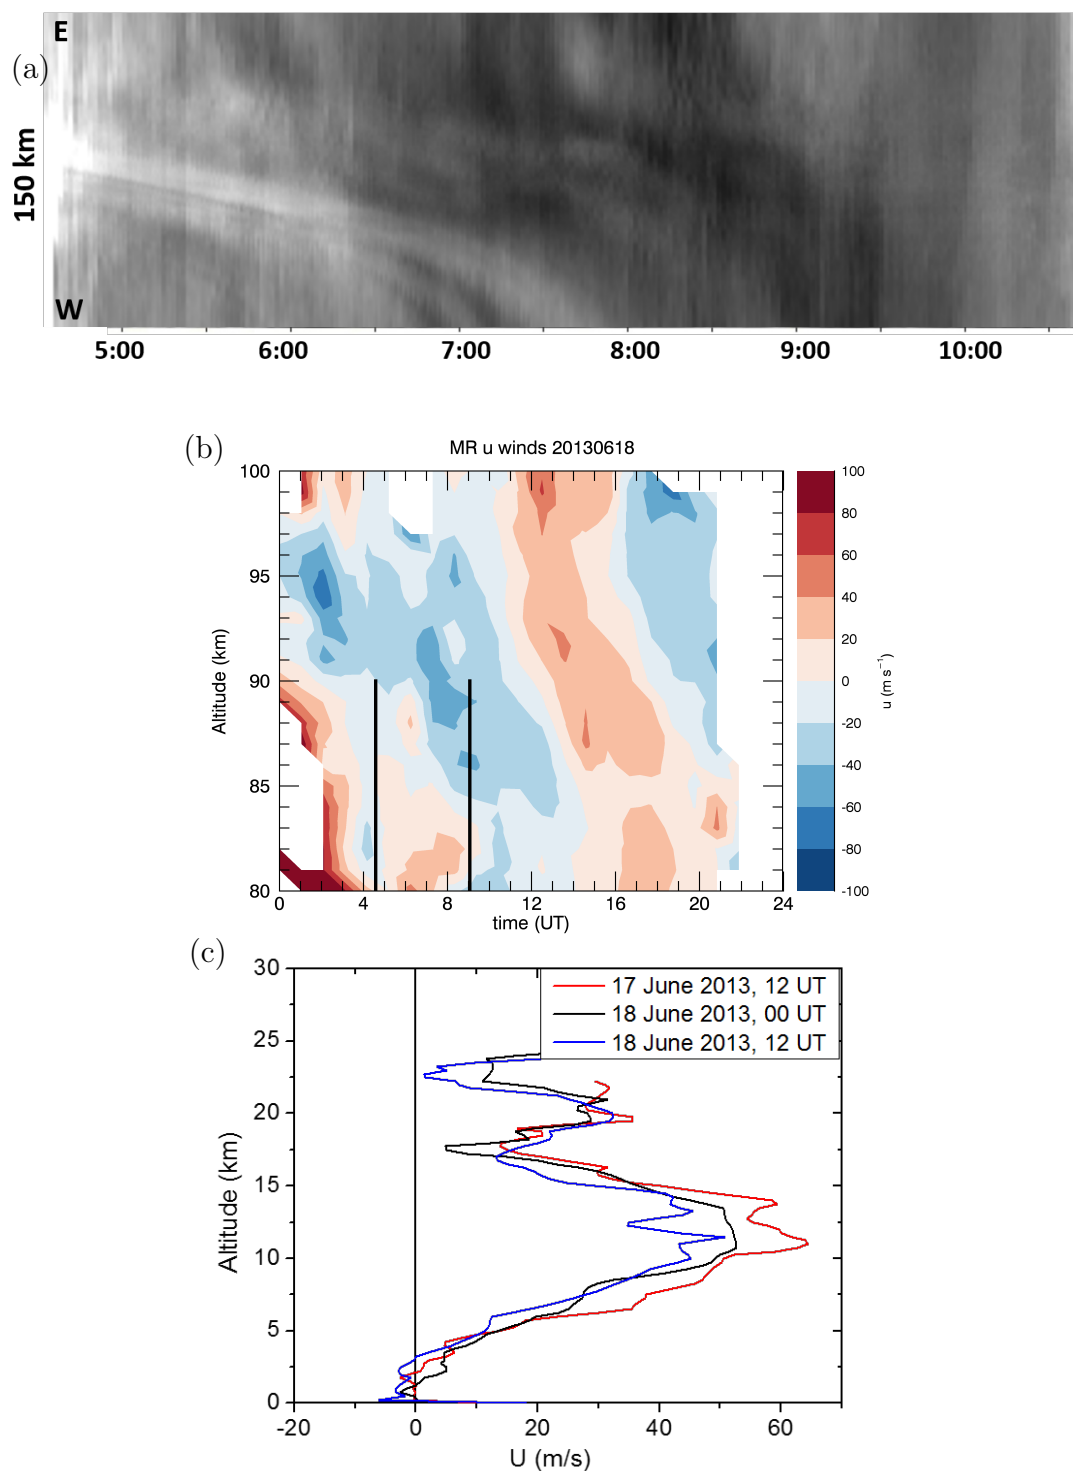 (a)
E
150 km
W
5:00 6:00 7:00 8:00 9:00 10:00
(b)
MR u winds 20130618
100
95
90
85
80
Altitude (km)
0 4 8 12 16 20 24
time (UT)
100
80
60
40
20
0
-20
-40
-60
-80
-100
u (m s⁻¹)
(c)
17 June 2013, 12 UT
18 June 2013, 00 UT
18 June 2013, 12 UT
30
25
20
15
10
5
0
Altitude (km)
-20 0 20 40 60
U (m/s)